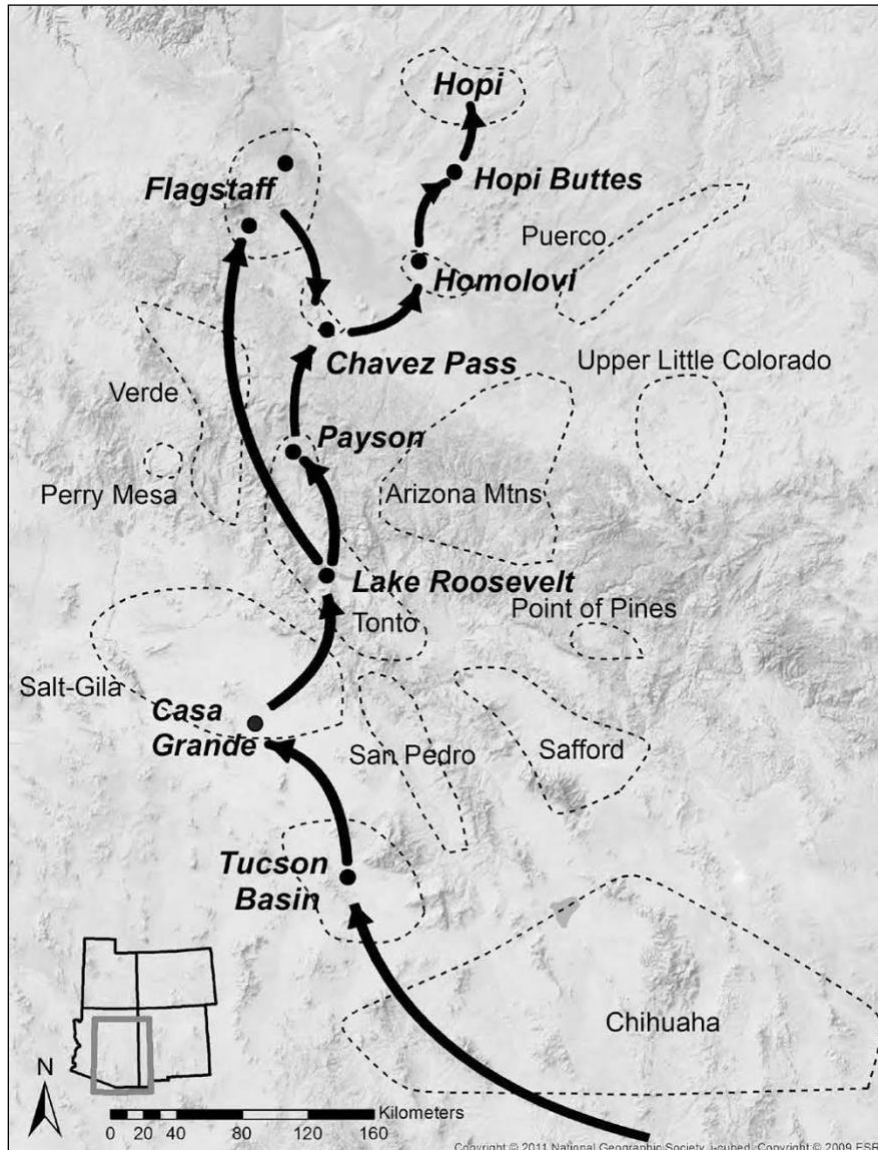 Hopi
Flagstaff
Hopi Buttes
Puerco
Homolovi
Chavez Pass
Upper Little Colorado
Verde
Payson
Perry Mesa
Arizona Mtns
Lake Roosevelt
Tonto
Point of Pines
Salt-Gila
Casa
Grande
San Pedro
Safford
Tucson
Basin
Chihuaha
N
Kilometers
0 20 40 80 120 160
Copyright © 2011 National Geographic Society, i-cubed, Copyright © 2009 ESR